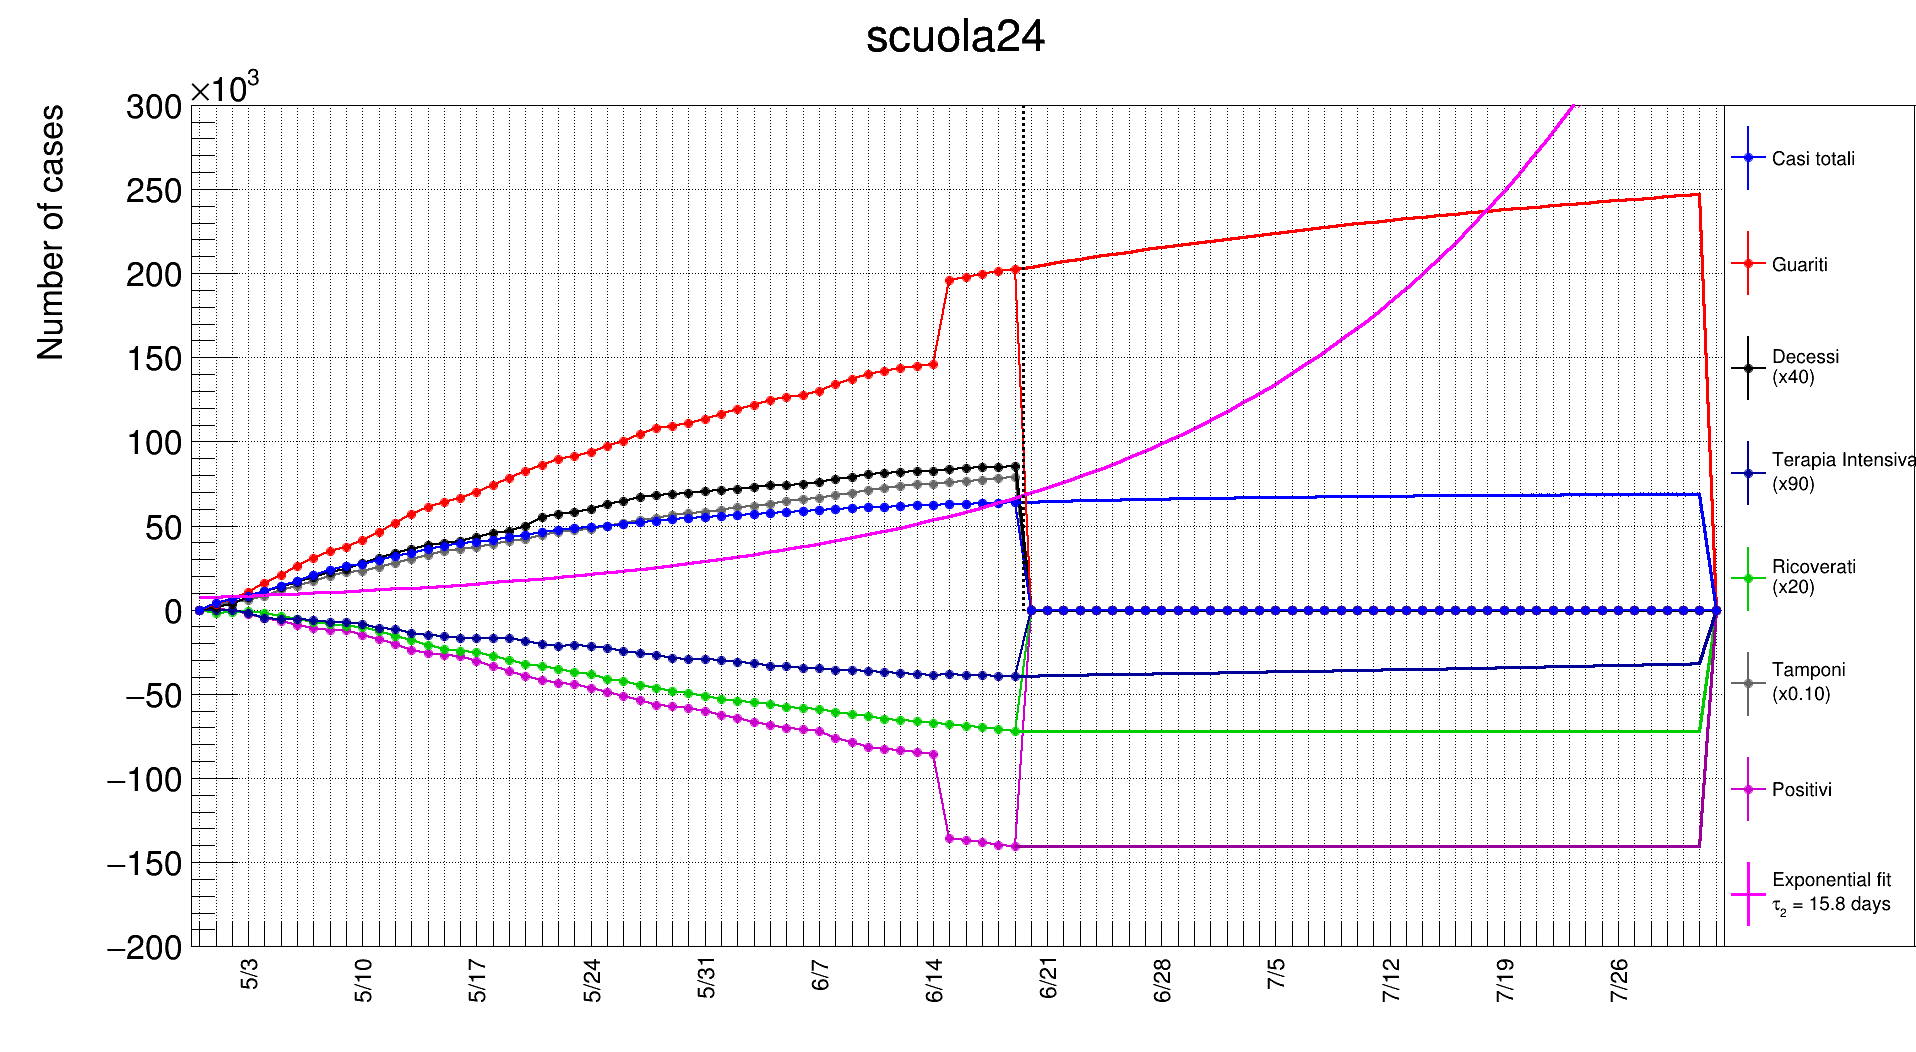 scuola24
×10³
Number of cases
300
250
200
150
100
50
0
−50
−100
−150
−200
5/3
5/10
5/17
5/24
5/31
6/7
6/14
6/21
6/28
7/5
7/12
7/19
7/26
Casi totali
Guariti
Decessi
(x40)
Terapia Intensiva
(x90)
Ricoverati
(x20)
Tamponi
(x0.10)
Positivi
Exponential fit
τ₂ = 15.8 days